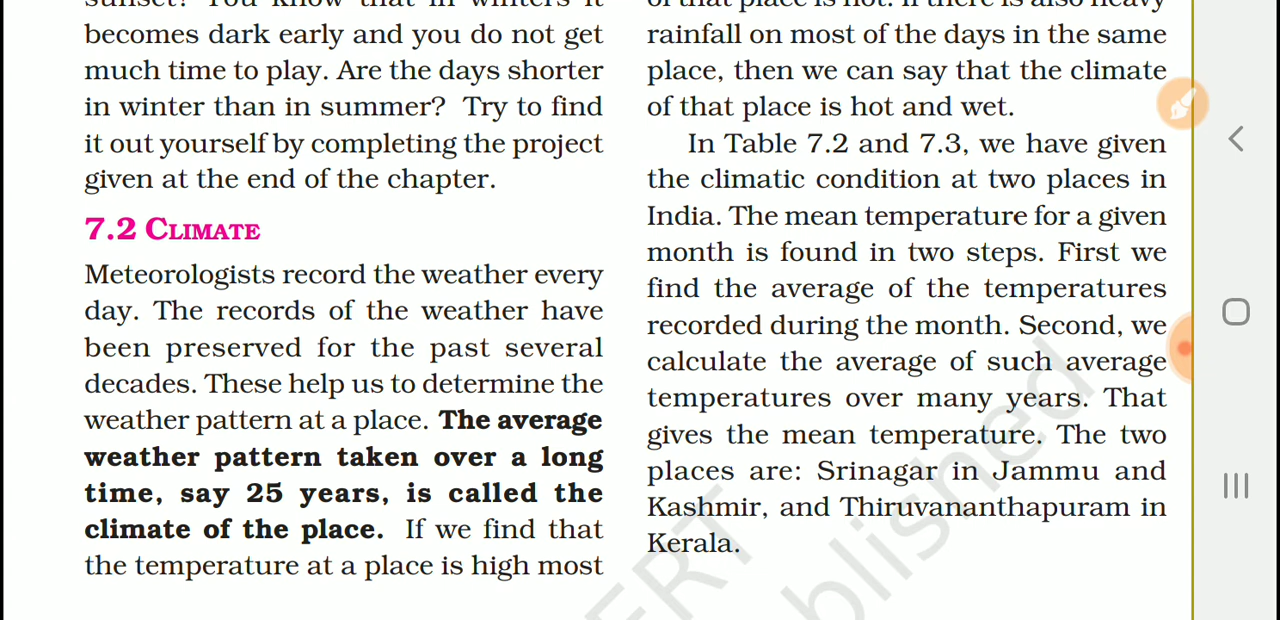 becomes dark early and you do not get
much time to play. Are the days shorter
in winter than in summer? Try to find
it out yourself by completing the project
given at the end of the chapter.
7.2 CLIMATE
Meteorologists record the weather every
day. The records of the weather have
been preserved for the past several
decades. These help us to determine the
weather pattern at a place. The average
weather pattern taken over a long
time, say 25 years, is called the
climate of the place. If we find that
the temperature at a place is high most
rainfall on most of the days in the same
place, then we can say that the climate
of that place is hot and wet.
In Table 7.2 and 7.3, we have given
the climatic condition at two places in
India. The mean temperature for a given
month is found in two steps. First we
find the average of the temperatures
recorded during the month. Second, we
calculate the average of such average
temperatures over many years. That
gives the mean temperature. The two
places are: Srinagar in Jammu and
Kashmir, and Thiruvananthapuram in
Kerala.
ERT
blished